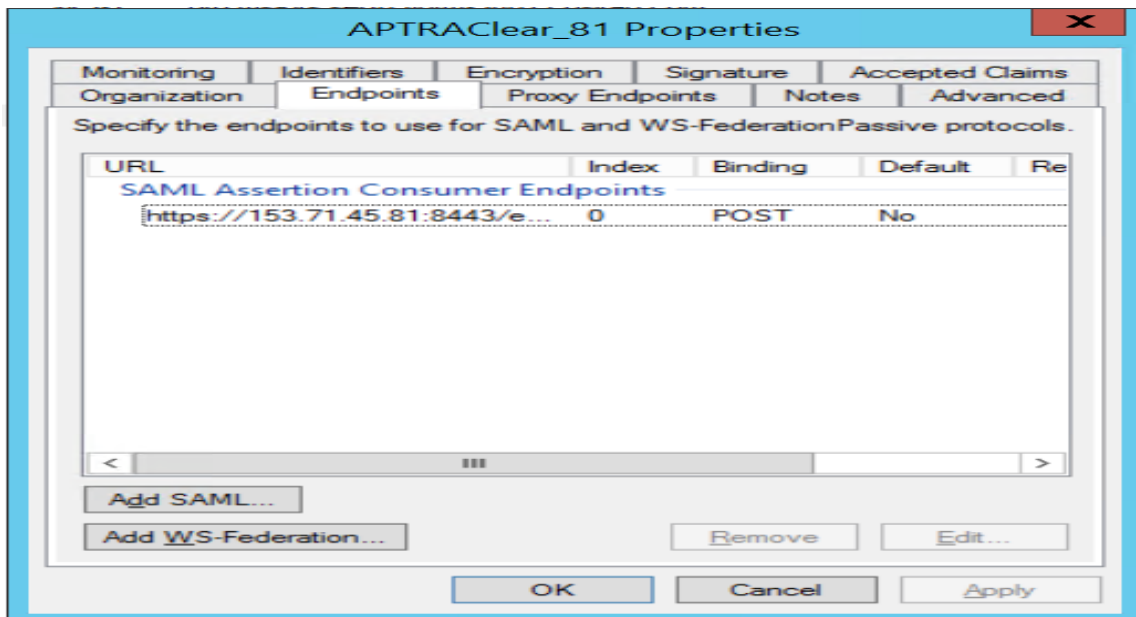 APTRAClear_81 Properties
X
Monitoring Identifiers Encryption Signature Accepted Claims
Organization Endpoints Proxy Endpoints Notes Advanced
Specify the endpoints to use for SAML and WS-FederationPassive protocols.
URL Index Binding Default Re
SAML Assertion Consumer Endpoints
https://153.71.45.81:8443/e... 0 POST No
Add SAML...
Add WS-Federation... Remove Edit...
OK Cancel Apply